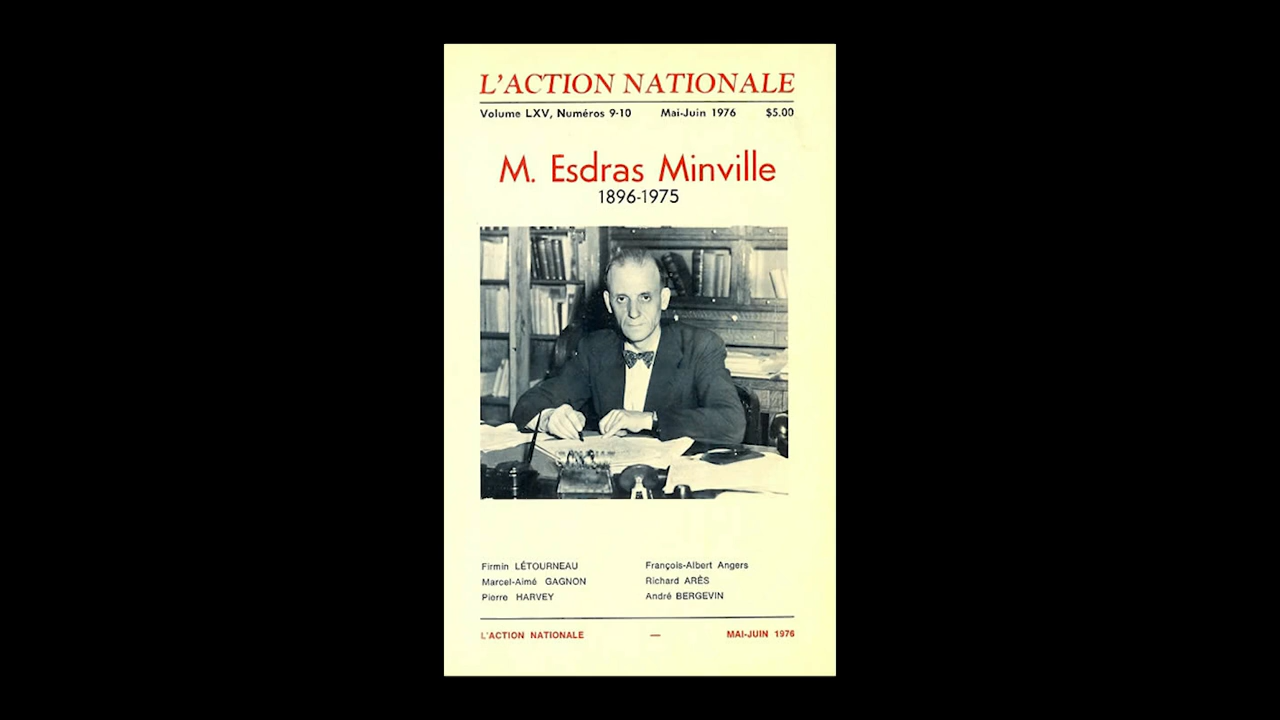 L'ACTION NATIONALE
Volume LXV, Numéros 9-10 Mai-Juin 1976 $5.00
M. Esdras Minville
1896-1975
Firmin LÉTOURNEAU François-Albert Angers
Marcel-Aimé GAGNON Richard ARÈS
Pierre HARVEY André BERGEVIN
L'ACTION NATIONALE — MAI-JUIN 1976